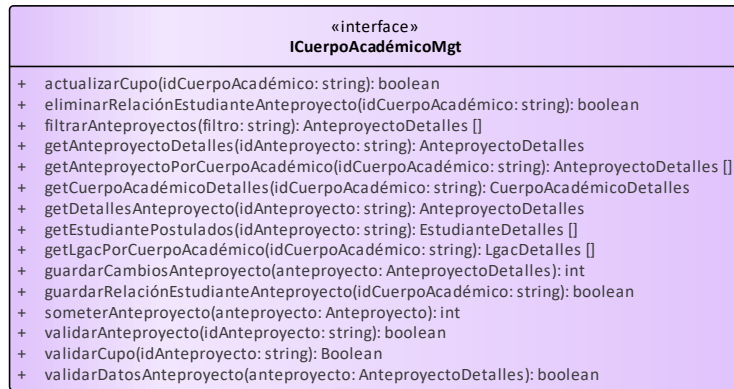 «interface»
ICuerpoAcadémicoMgt
+ actualizarCupo(idCuerpoAcadémico: string): boolean
+ eliminarRelaciónEstudianteAnteproyecto(idCuerpoAcadémico: string): boolean
+ filtrarAnteproyectos(filtro: string): AnteproyectoDetalles []
+ getAnteproyectoDetalles(idAnteproyecto: string): AnteproyectoDetalles
+ getAnteproyectoPorCuerpoAcadémico(idCuerpoAcadémico: string): AnteproyectoDetalles []
+ getCuerpoAcadémicoDetalles(idCuerpoAcadémico: string): CuerpoAcadémicoDetalles
+ getDetallesAnteproyecto(idAnteproyecto: string): AnteproyectoDetalles
+ getEstudiantePostulados(idAnteproyecto: string): EstudianteDetalles []
+ getLgacPorCuerpoAcadémico(idCuerpoAcadémico: string): LgacDetalles []
+ guardarCambiosAnteproyecto(anteproyecto: AnteproyectoDetalles): int
+ guardarRelaciónEstudianteAnteproyecto(idCuerpoAcadémico: string): boolean
+ someterAnteproyecto(anteproyecto: Anteproyecto): int
+ validarAnteproyecto(idAnteproyecto: string): boolean
+ validarCupo(idAnteproyecto: string): Boolean
+ validarDatosAnteproyecto(anteproyecto: AnteproyectoDetalles): boolean